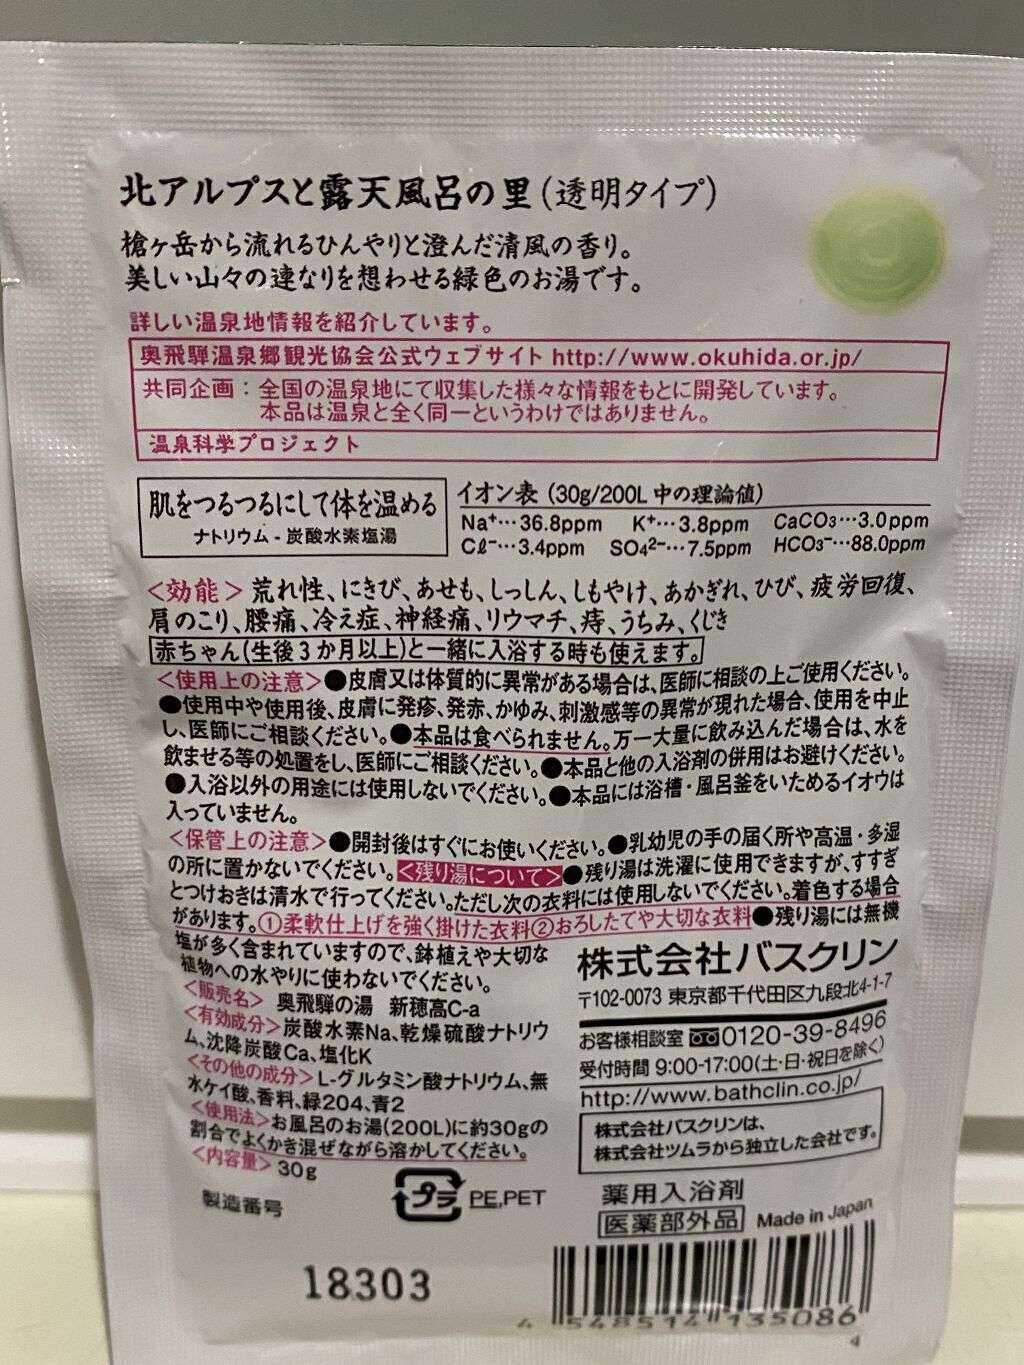 北アルプスと露天風呂の里(透明タイプ)
槍ヶ岳から流れるひんやりと澄んだ清風の香り。
美しい山々の連なりを想わせる緑色のお湯です。
詳しい温泉地情報を紹介しています。
奥飛騨温泉郷観光協会公式ウェブサイト http://www.okuhida.or.jp/
共同企画：全国の温泉地にて収集した様々な情報をもとに開発しています。
本品は温泉と全く同一というわけではありません。
温泉科学プロジェクト
肌をつるつるにして体を温める
ナトリウム-炭酸水素塩湯
イオン表(30g/200L中の理論値)
Na⁺…36.8ppm K⁺…3.8ppm CaCO₃…3.0ppm
Cℓ⁻…3.4ppm SO₄²⁻…7.5ppm HCO₃⁻…88.0ppm
<効能>荒れ性、にきび、あせも、しっしん、しもやけ、あかぎれ、ひび、疲労回復、
肩のこり、腰痛、冷え症、神経痛、リウマチ、痔、うちみ、くじき
赤ちゃん(生後3か月以上)と一緒に入浴する時も使えます。
<使用上の注意>●皮膚又は体質的に異常がある場合は、医師に相談の上ご使用ください。
●使用中や使用後、皮膚に発疹、発赤、かゆみ、刺激感等の異常が現れた場合、使用を中止
し、医師にご相談ください。●本品は食べられません。万一大量に飲み込んだ場合は、水を
飲ませる等の処置をし、医師にご相談ください。●本品と他の入浴剤の併用はお避けください。
●入浴以外の用途には使用しないでください。●本品には浴槽・風呂釜をいためるイオウは
入っていません。
<保管上の注意>●開封後はすぐにお使いください。●乳幼児の手の届く所や高温・多湿
の所に置かないでください。<残り湯について>●残り湯は洗濯に使用できますが、すすぎ
とつけおきは清水で行ってください。ただし次の衣料には使用しないでください。着色する場合
があります。①柔軟仕上げを強く掛けた衣料②おろしたてや大切な衣料●残り湯には無機
塩が多く含まれていますので、鉢植えや大切な
植物への水やりに使わないでください。
<販売名> 奥飛騨の湯 新穂高C-a
<有効成分>炭酸水素Na、乾燥硫酸ナトリウ
ム、沈降炭酸Ca、塩化K
<その他の成分>L-グルタミン酸ナトリウム、無
水ケイ酸、香料、緑204、青2
<使用法>お風呂のお湯(200L)に約30gの
割合でよくかき混ぜながら溶かしてください。
<内容量>30g
株式会社バスクリン
〒102-0073 東京都千代田区九段北4-1-7
お客様相談室 0120-39-8496
受付時間 9:00-17:00(土・日・祝日を除く)
http://www.bathclin.co.jp/
株式会社バスクリンは、
株式会社ツムラから独立した会社です。
製造番号
プラ PE,PET
薬用入浴剤
医薬部外品 Made in Japan
18303
4 548514 135086
4